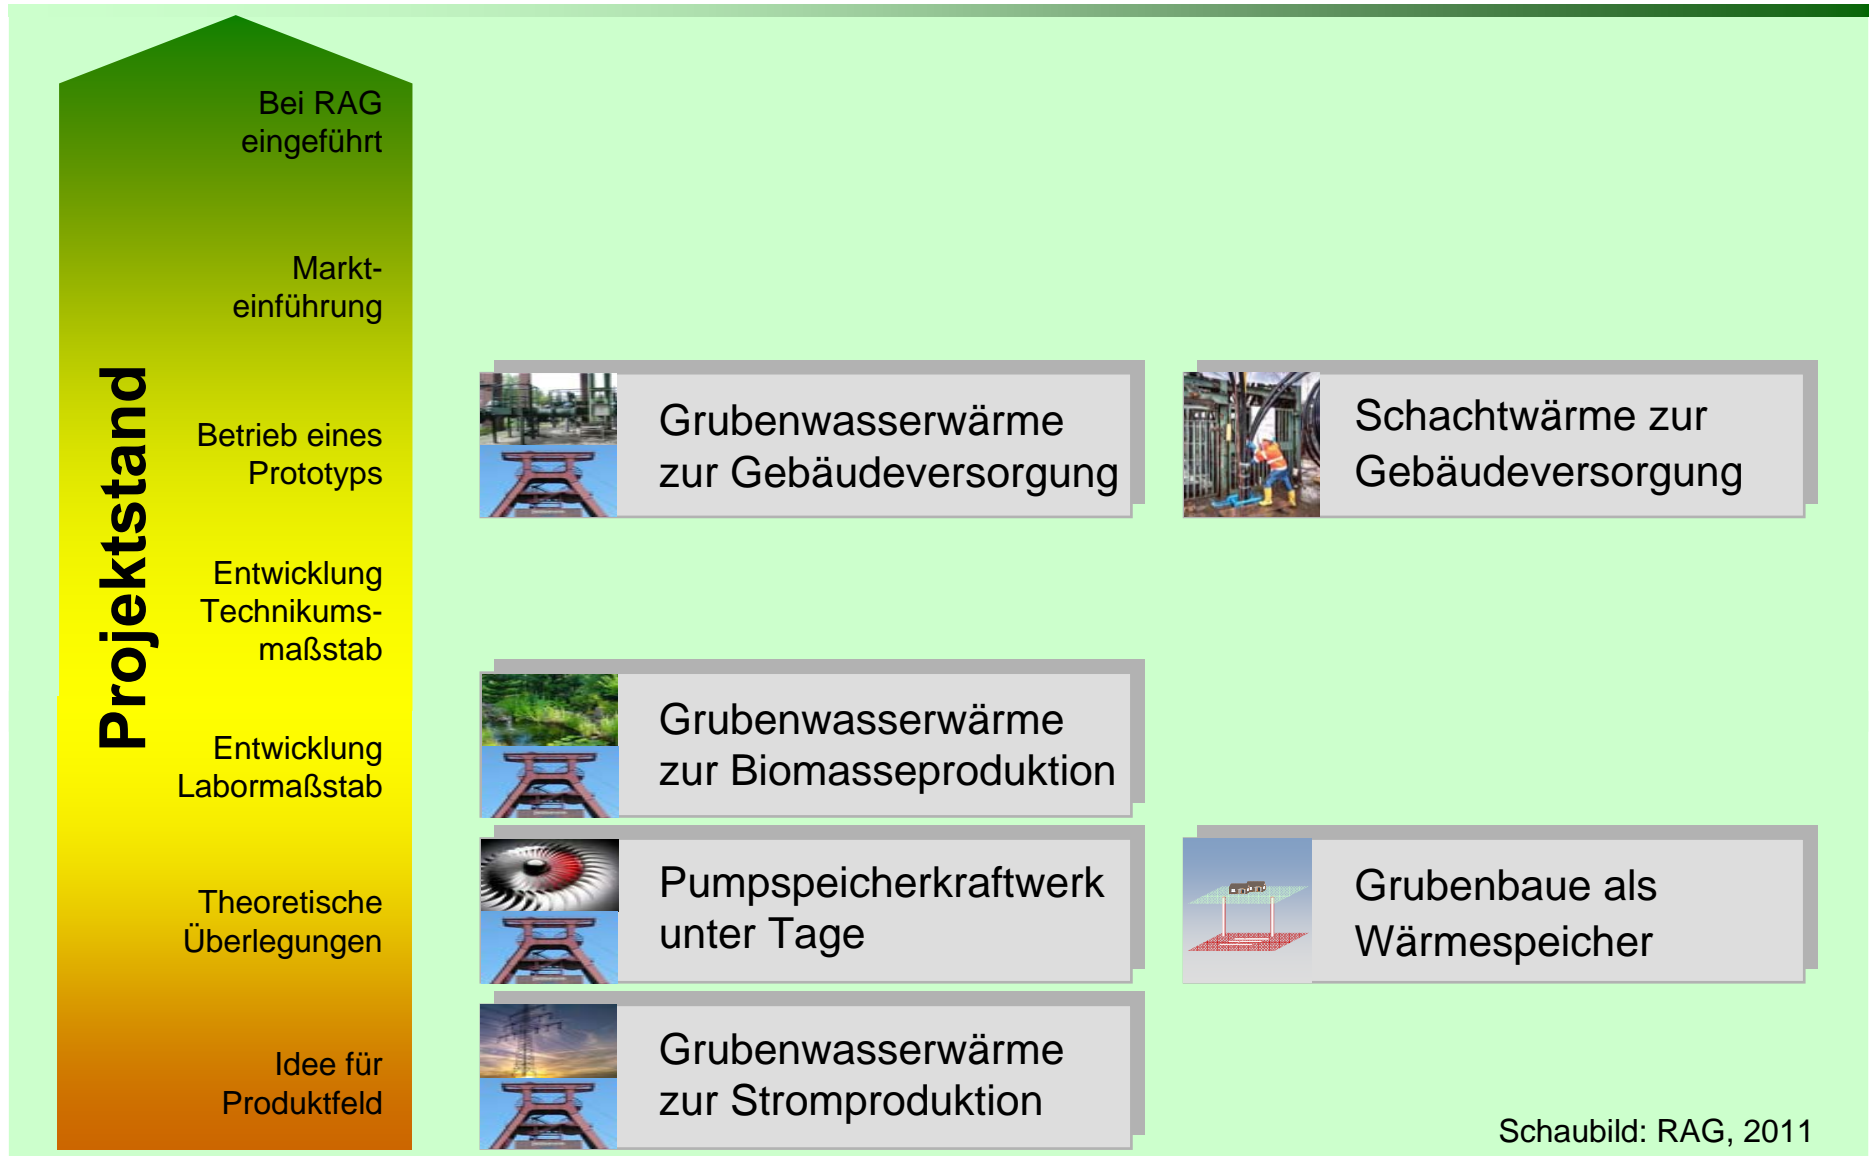 Projektstand
Bei RAG
eingeführt
Markt-
einführung
Betrieb eines
Prototyps
Entwicklung
Technikums-
maßstab
Entwicklung
Labormaßstab
Theoretische
Überlegungen
Idee für
Produktfeld
Grubenwasserwärme
zur Gebäudeversorgung
Schachtwärme zur
Gebäudeversorgung
Grubenwasserwärme
zur Biomasseproduktion
Pumpspeicherkraftwerk
unter Tage
Grubenbaue als
Wärmespeicher
Grubenwasserwärme
zur Stromproduktion
Schaubild: RAG, 2011